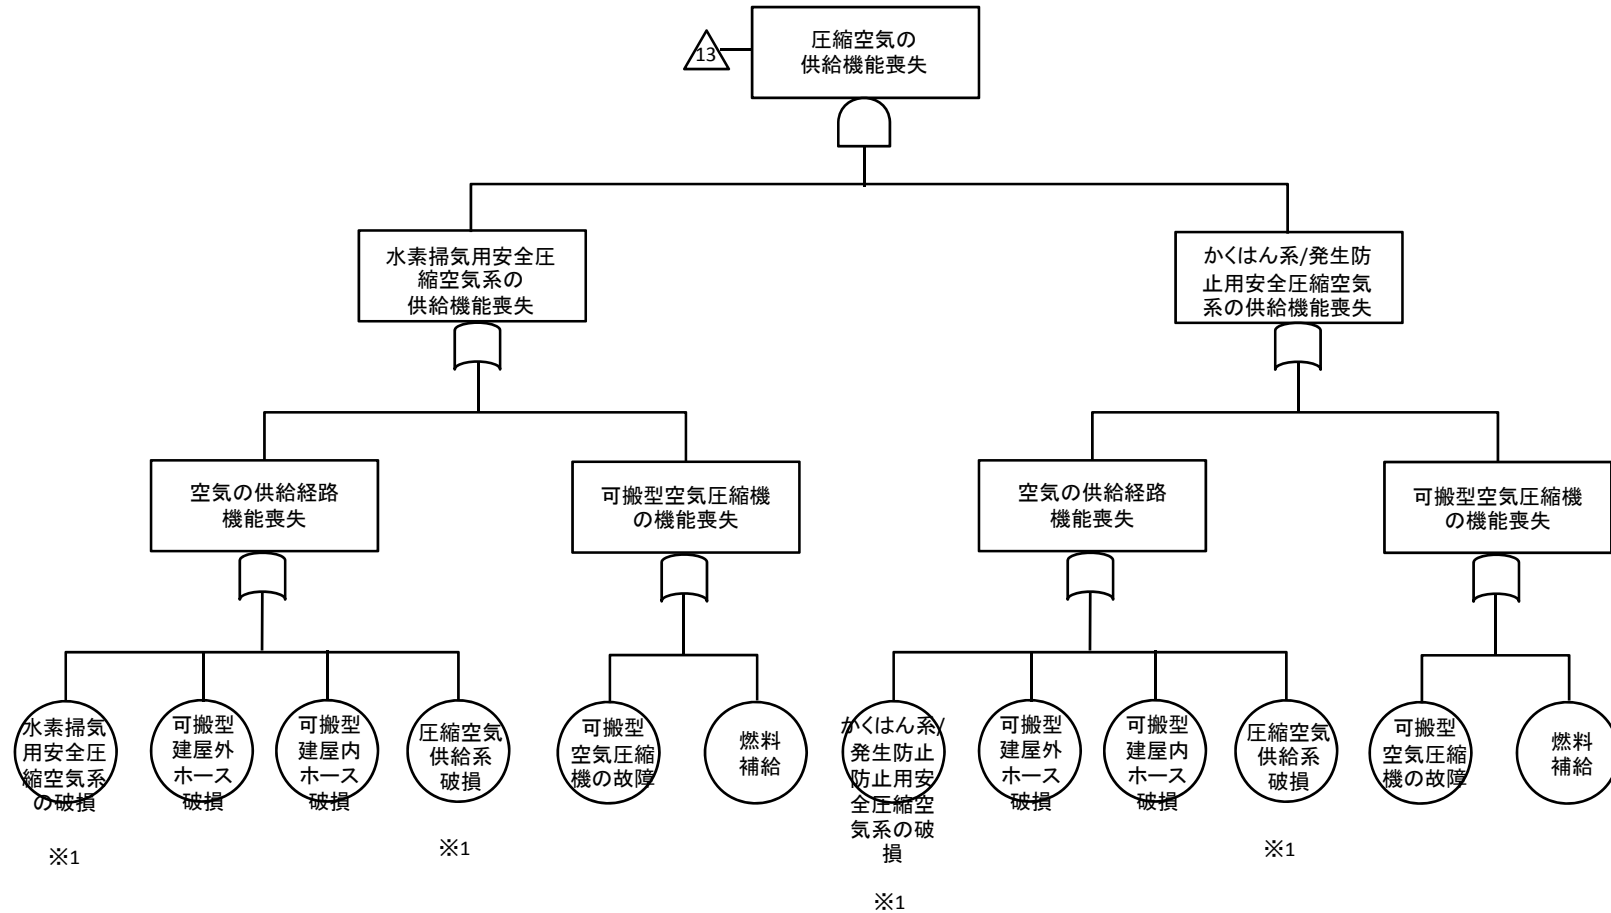 圧縮空気の
供給機能喪失
13
水素掃気用安全圧
縮空気系の
供給機能喪失
かくはん系/発生防
止用安全圧縮空気
系の供給機能喪失
空気の供給経路
機能喪失
可搬型空気圧縮機
の機能喪失
空気の供給経路
機能喪失
可搬型空気圧縮機
の機能喪失
水素掃気
用安全圧
縮空気系
の破損
※1
可搬型
建屋外
ホース
破損
可搬型
建屋内
ホース
破損
圧縮空気
供給系
破損
※1
可搬型
空気圧縮
機の故障
燃料
補給
かくはん系/
発生防止
防止用安
全圧縮空
気系の破
損
※1
可搬型
建屋外
ホース
破損
可搬型
建屋内
ホース
破損
圧縮空気
供給系
破損
※1
可搬型
空気圧縮
機の故障
燃料
補給